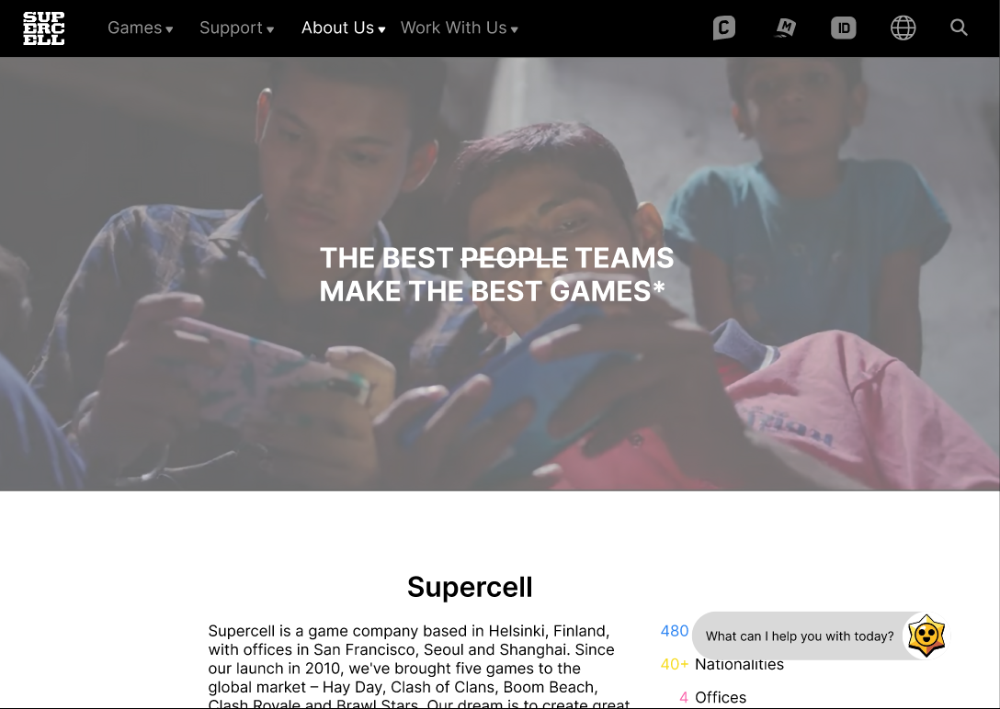 SUP
ERC
ELL
Games Support About Us Work With Us
C M ID
THE BEST PEOPLE TEAMS
MAKE THE BEST GAMES*
Supercell
Supercell is a game company based in Helsinki, Finland,
with offices in San Francisco, Seoul and Shanghai. Since
our launch in 2010, we've brought five games to the
global market – Hay Day, Clash of Clans, Boom Beach,
Clash Royale and Brawl Stars. Our dream is to create great
480
What can I help you with today?
40+ Nationalities
4 Offices